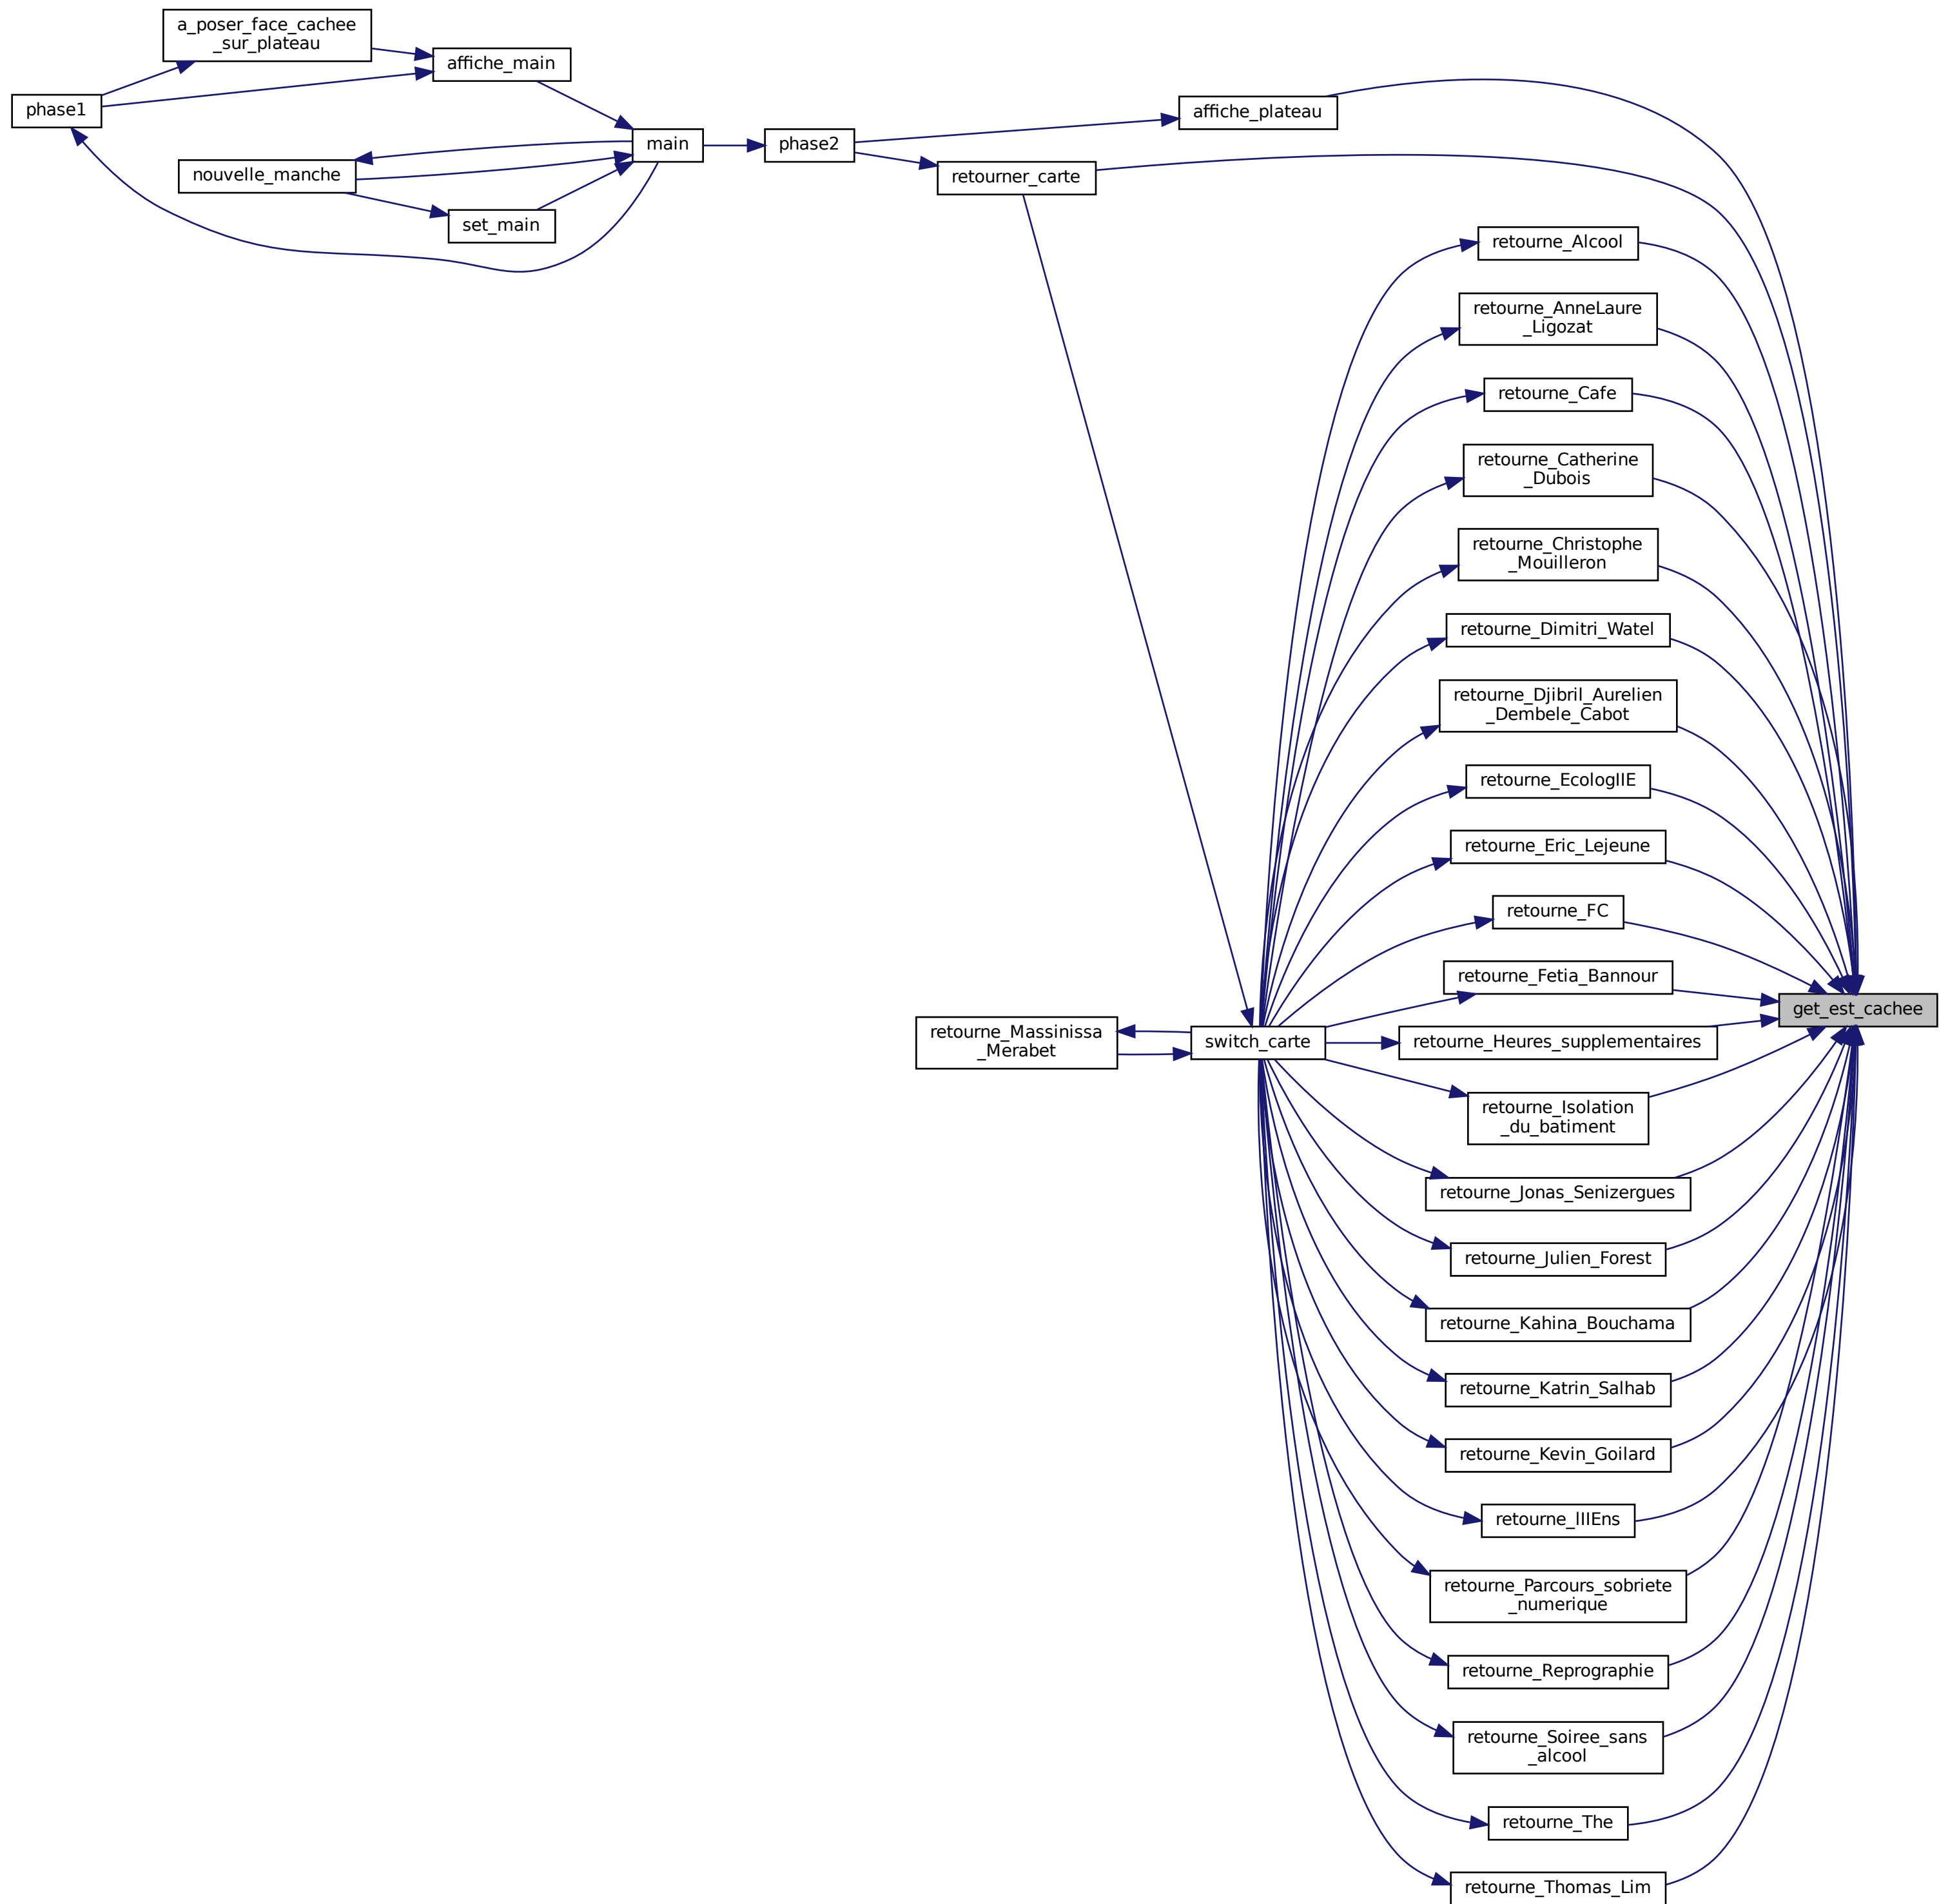 a_poser_face_cachee
_sur_plateau
affiche_main
phase1
affiche_plateau
main
phase2
nouvelle_manche
retourner_carte
set_main
retourne_Alcool
retourne_AnneLaure
_Ligozat
retourne_Cafe
retourne_Catherine
_Dubois
retourne_Christophe
_Mouilleron
retourne_Dimitri_Watel
retourne_Djibril_Aurelien
_Dembele_Cabot
retourne_EcologIIE
retourne_Eric_Lejeune
retourne_FC
retourne_Fetia_Bannour
get_est_cachee
retourne_Massinissa
_Merabet
switch_carte
retourne_Heures_supplementaires
retourne_Isolation
_du_batiment
retourne_Jonas_Senizergues
retourne_Julien_Forest
retourne_Kahina_Bouchama
retourne_Katrin_Salhab
retourne_Kevin_Goilard
retourne_lIIEns
retourne_Parcours_sobriete
_numerique
retourne_Reprographie
retourne_Soiree_sans
_alcool
retourne_The
retourne_Thomas_Lim